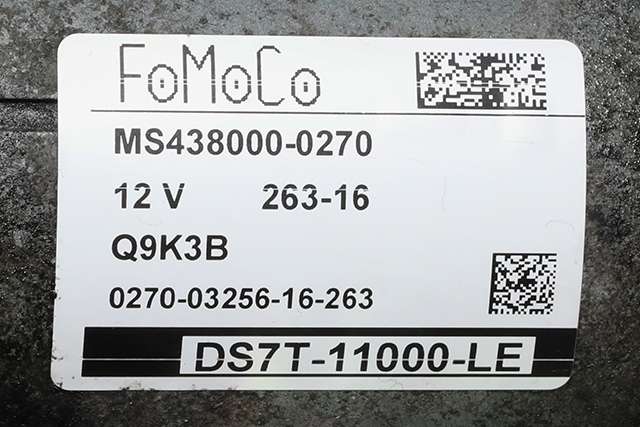 FoMoCo
MS438000-0270
12 V 263-16
Q9K3B
0270-03256-16-263
DS7T-11000-LE